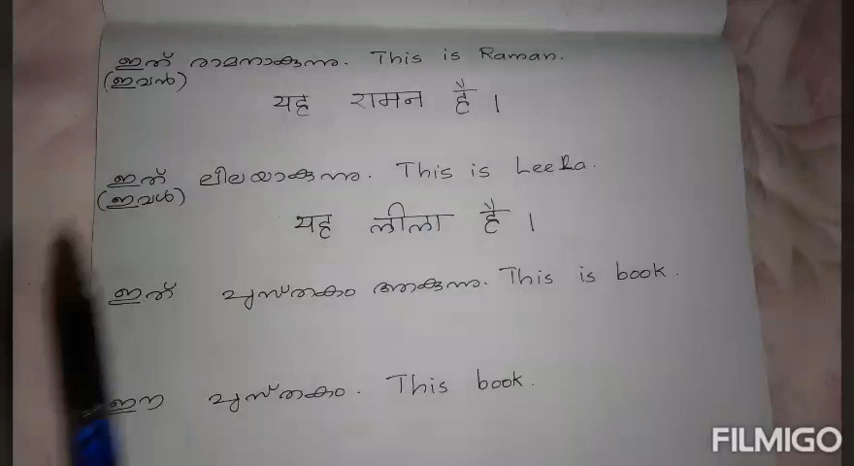 ഇത് രാമനാകുന്നു. This is Raman.
(ഇവൻ)
यह रामन है ।
ഇത് ലീലയാകുന്നു. This is Leela.
(ഇവൾ)
यह लीला है ।
ഇത് പുസ്തകം ആകുന്നു. This is book.
ഈ പുസ്തകം. This book.
FILMIGO